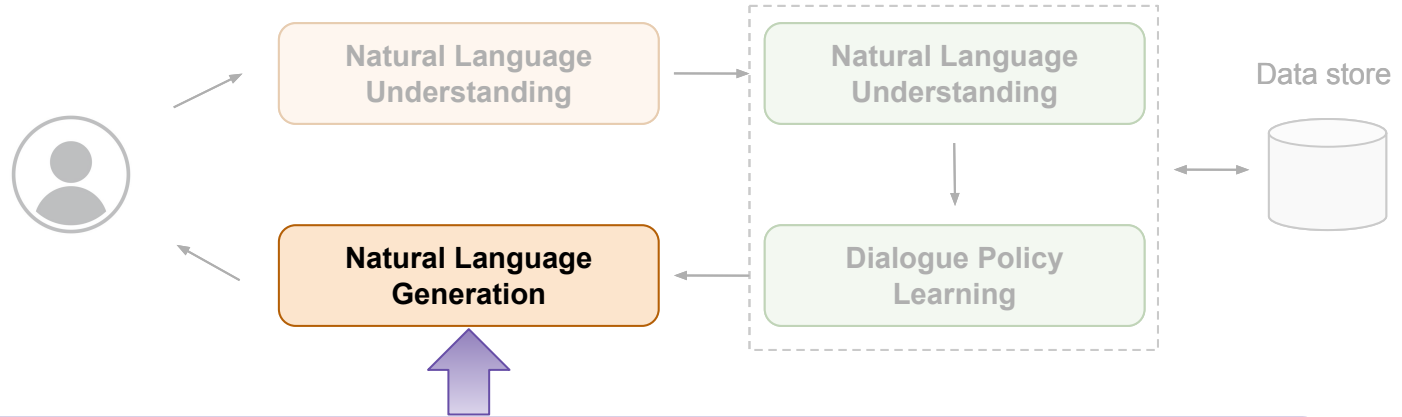 Natural Language
Understanding
Natural Language
Understanding
Data store
Natural Language
Generation
Dialogue Policy
Learning